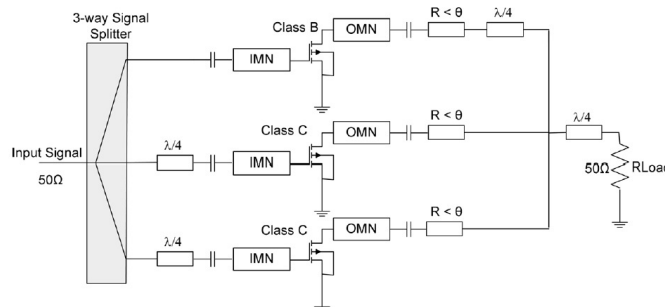 3-way Signal
Splitter
Class B
OMN
R < θ
λ/4
IMN
Class C
OMN
R < θ
λ/4
Input Signal
50Ω
λ/4
IMN
50Ω
RLoad
Class C
OMN
R < θ
λ/4
IMN